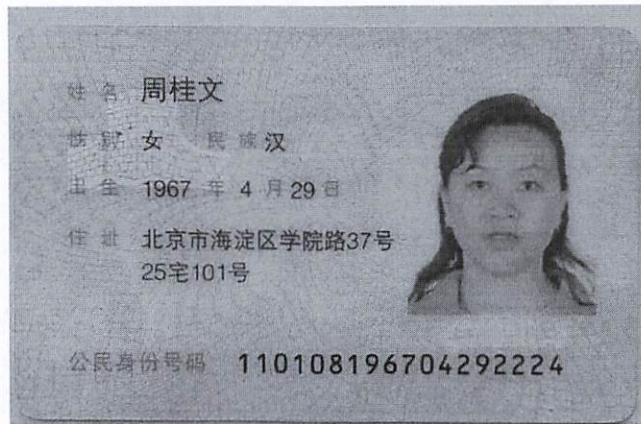 姓名 周桂文
性别 女 民族 汉
出生 1967 年 4 月 29 日
住址 北京市海淀区学院路37号
25宅101号
公民身份号码 110108196704292224